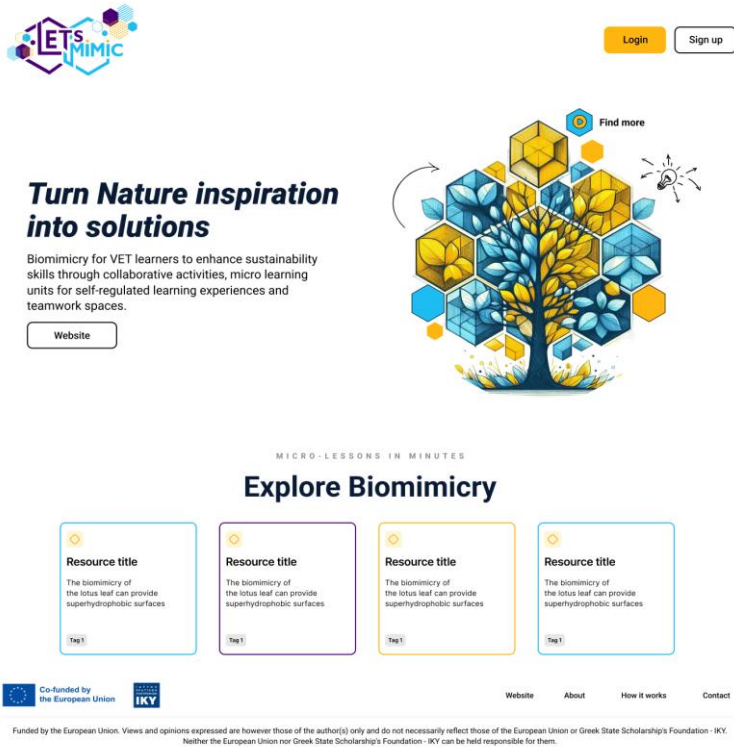 LET'S
MIMIC
Login
Sign up
Find more
Turn Nature inspiration
into solutions
Biomimicry for VET learners to enhance sustainability
skills through collaborative activities, micro learning
units for self-regulated learning experiences and
teamwork spaces.
Website
MICRO-LESSONS IN MINUTES
Explore Biomimicry
Resource title
The biomimicry of
the lotus leaf can provide
superhydrophobic surfaces
Tag 1
Resource title
The biomimicry of
the lotus leaf can provide
superhydrophobic surfaces
Tag 1
Resource title
The biomimicry of
the lotus leaf can provide
superhydrophobic surfaces
Tag 1
Resource title
The biomimicry of
the lotus leaf can provide
superhydrophobic surfaces
Tag 1
Co-funded by
the European Union
IKY
Website
About
How it works
Contact
Funded by the European Union. Views and opinions expressed are however those of the author(s) only and do not necessarily reflect those of the European Union or Greek State Scholarship's Foundation - IKY.
Neither the European Union nor Greek State Scholarship's Foundation - IKY can be held responsible for them.